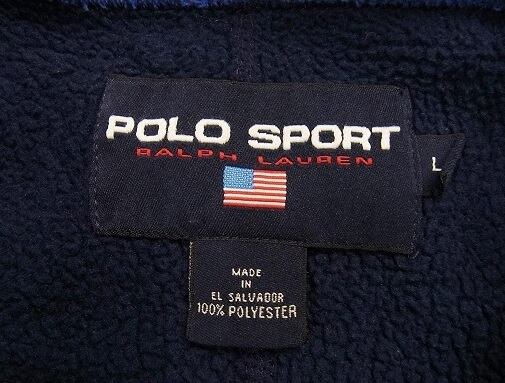 POLO SPORT
RALPH LAUREN
L
MADE
IN
EL SALVADOR
100% POLYESTER